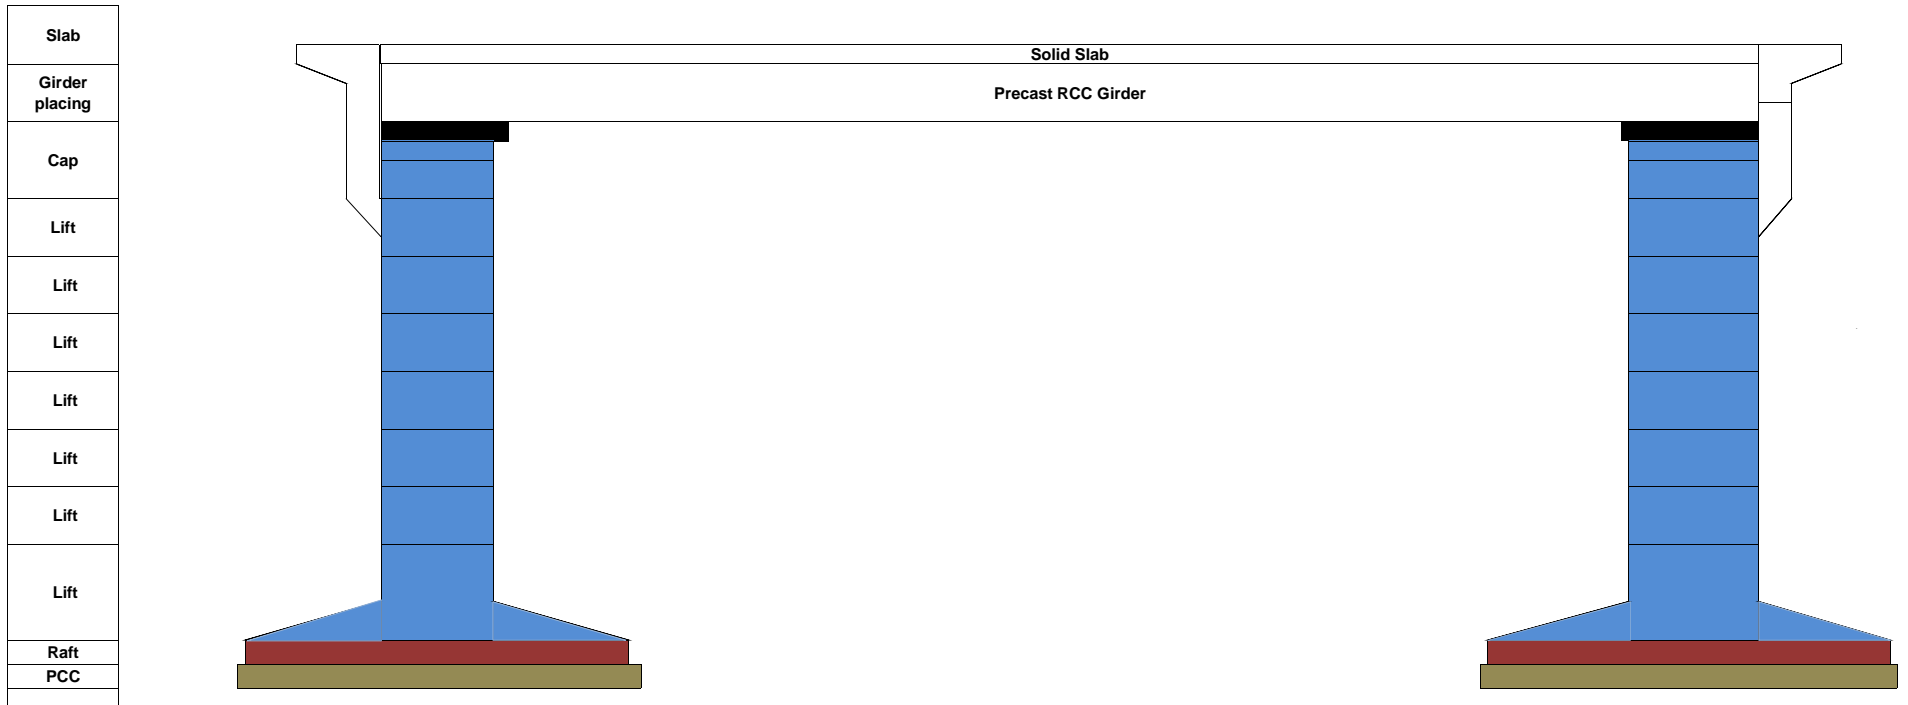 Slab
Solid Slab
Girder
placing
Precast RCC Girder
Cap
Lift
Lift
Lift
Lift
Lift
Lift
Lift
Raft
PCC